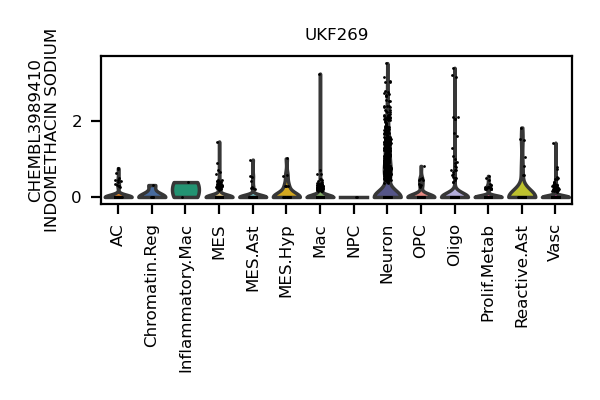 UKF269
CHEMBL3989410
INDOMETHACIN SODIUM
2
0
AC
Chromatin.Reg
Inflammatory.Mac
MES
MES.Ast
MES.Hyp
Mac
NPC
Neuron
OPC
Oligo
Prolif.Metab
Reactive.Ast
Vasc